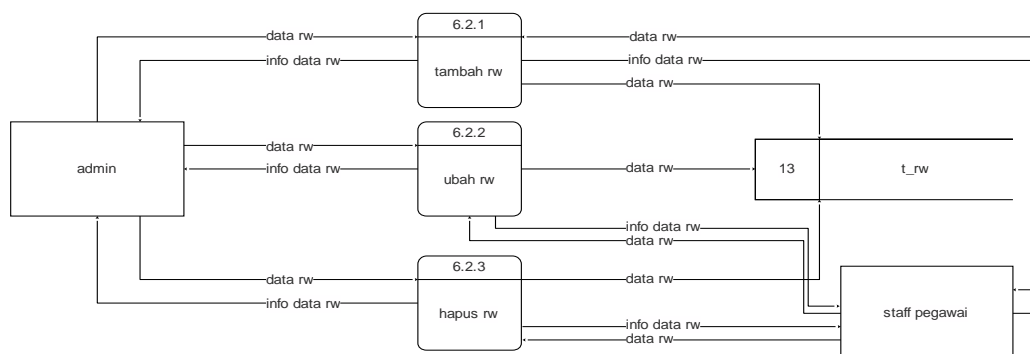 6.2.1
data rw
data rw
info data rw
tambah rw
info data rw
data rw
6.2.2
data rw
admin
info data rw
ubah rw
data rw
13
t_rw
info data rw
data rw
6.2.3
data rw
data rw
info data rw
hapus rw
staff pegawai
info data rw
data rw